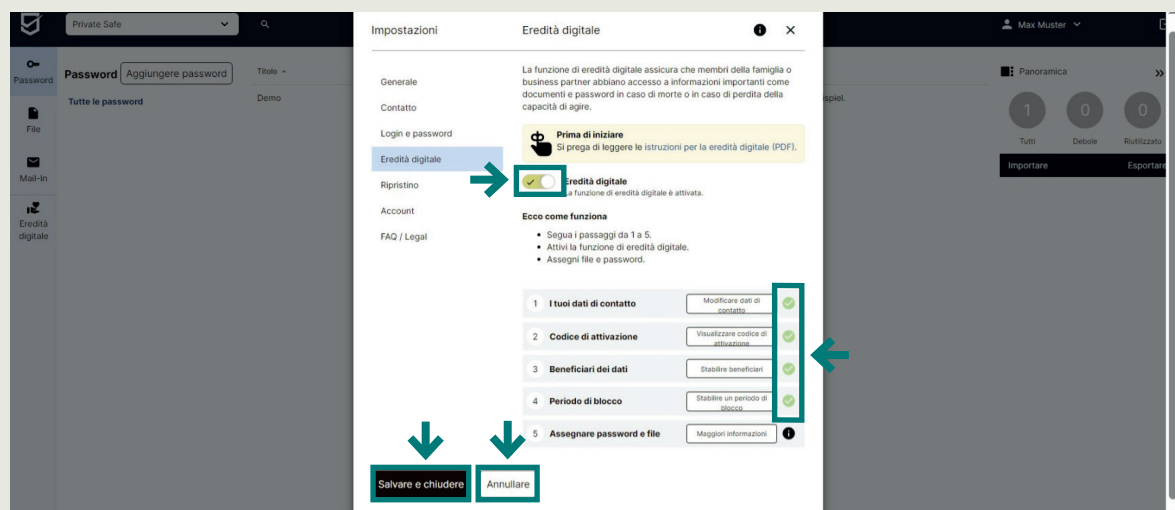 Private Safe
Max Muster
Password
File
Mail-In
Eredità
digitale
Password
Aggiungere password
Tutte le password
Titolo
Demo
Impostazioni
Generale
Contatto
Login e password
Eredità digitale
Ripristino
Account
FAQ / Legal
Eredità digitale
La funzione di eredità digitale assicura che membri della famiglia o
business partner abbiano accesso a informazioni importanti come
documenti e password in caso di morte o in caso di perdita della
capacità di agire.
Prima di iniziare
Si prega di leggere le istruzioni per la eredità digitale (PDF).
Eredità digitale
La funzione di eredità digitale è attivata.
Ecco come funziona
• Segua i passaggi da 1 a 5.
• Attivi la funzione di eredità digitale.
• Assegni file e password.
1 I tuoi dati di contatto
Modificare dati di
contatto
2 Codice di attivazione
Visualizzare codice di
attivazione
3 Beneficiari dei dati
Stabilire beneficiari
4 Periodo di blocco
Stabilire un periodo di
blocco
5 Assegnare password e file
Maggiori informazioni
Salvare e chiudere
Annullare
Panoramica
1 0 0
Tutti Debole Riutilizzato
Importare Esportare